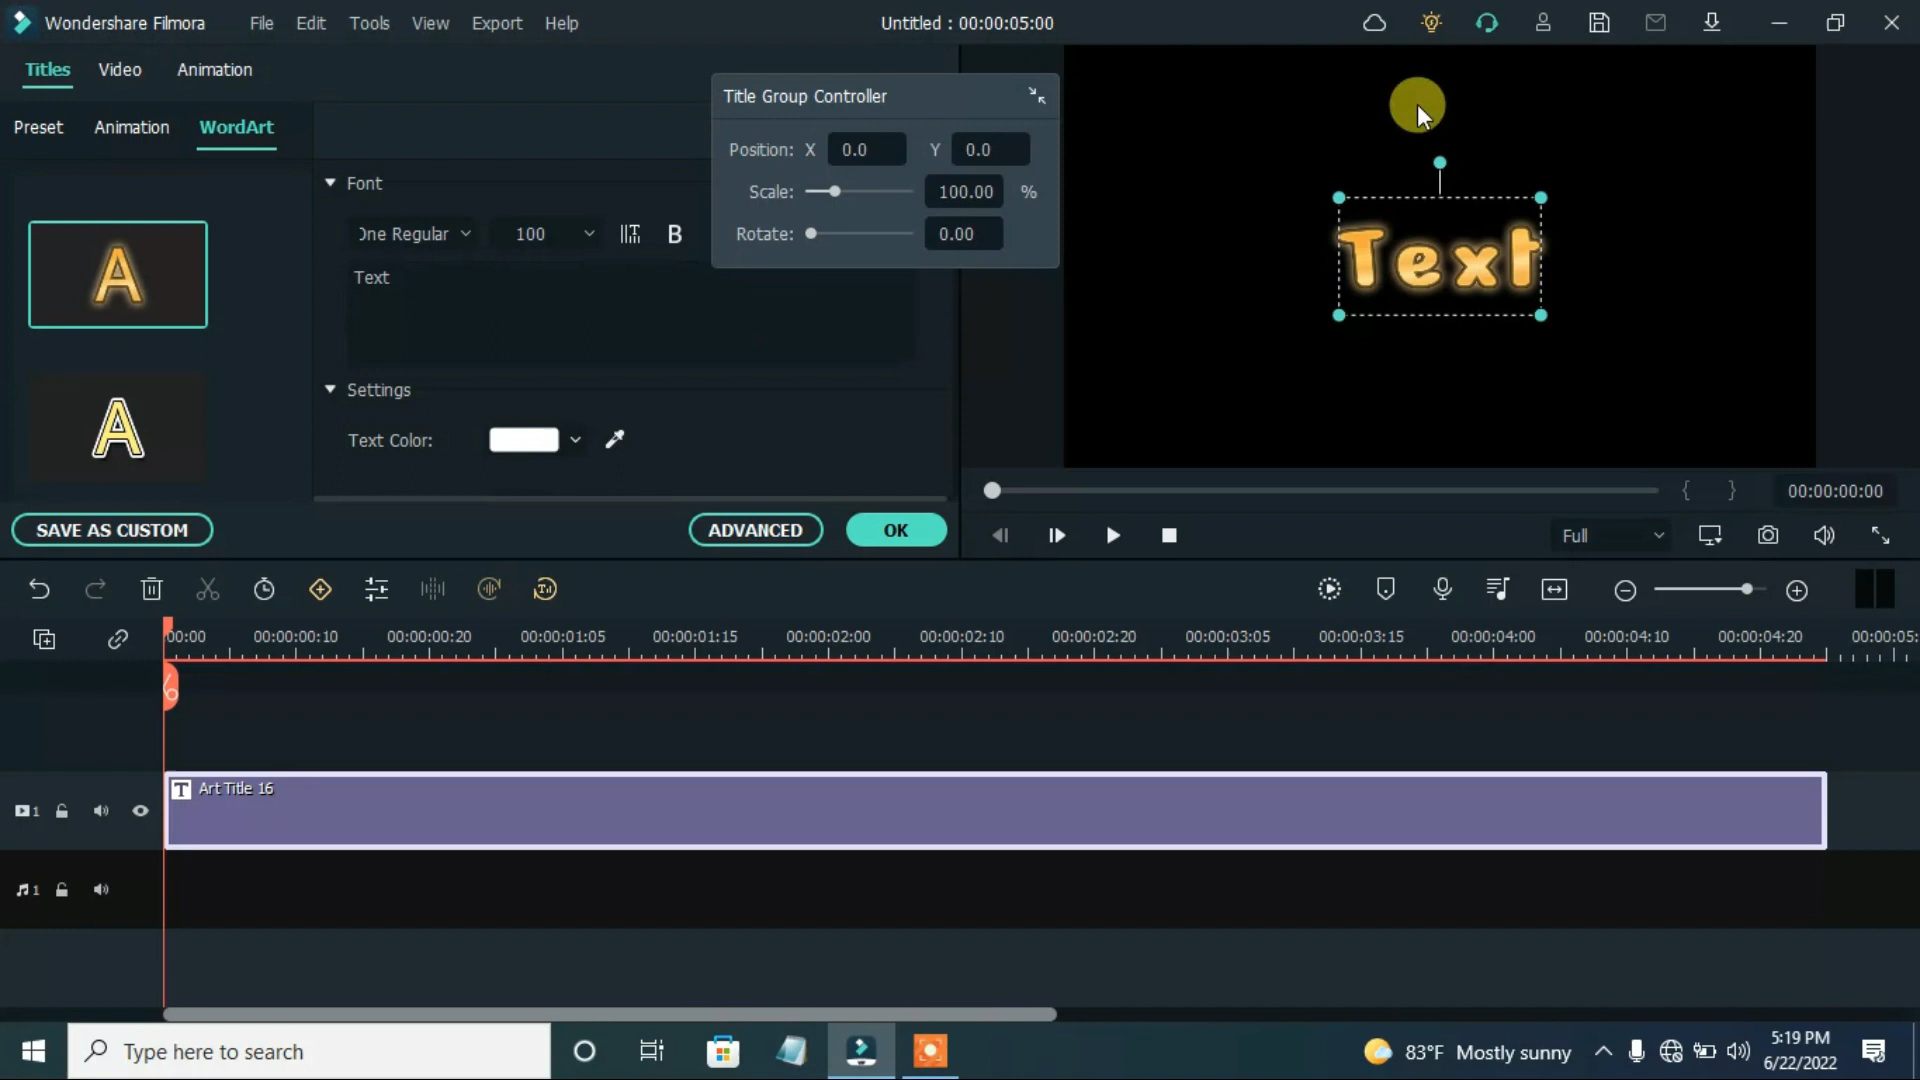 Wondershare Filmora File Edit Tools View Export Help Untitled : 00:00:05:00
Titles Video Animation
Preset Animation WordArt
Title Group Controller
Position: X 0.0 Y 0.0
Scale: 100.00 %
Rotate: 0.00
Font
One Regular 100 B
Text
Settings
Text Color:
A
A
SAVE AS CUSTOM ADVANCED OK
Text
{ } 00:00:00:00
Full
00:00 00:00:00:10 00:00:00:20 00:00:01:05 00:00:01:15 00:00:02:00 00:00:02:10 00:00:02:20 00:00:03:05 00:00:03:15 00:00:04:00 00:00:04:10 00:00:04:20 00:00:05:
T Art Title 16
1
1
Type here to search
83°F Mostly sunny
5:19 PM
6/22/2022